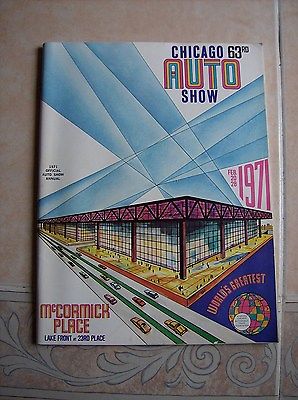 CHICAGO 63RD
AUTO
SHOW
1971
OFFICIAL
AUTO SHOW
ANNUAL
FEB.
20
28
1971
WORLD'S GREATEST
McCORMICK
PLACE
LAKE FRONT at 23RD PLACE